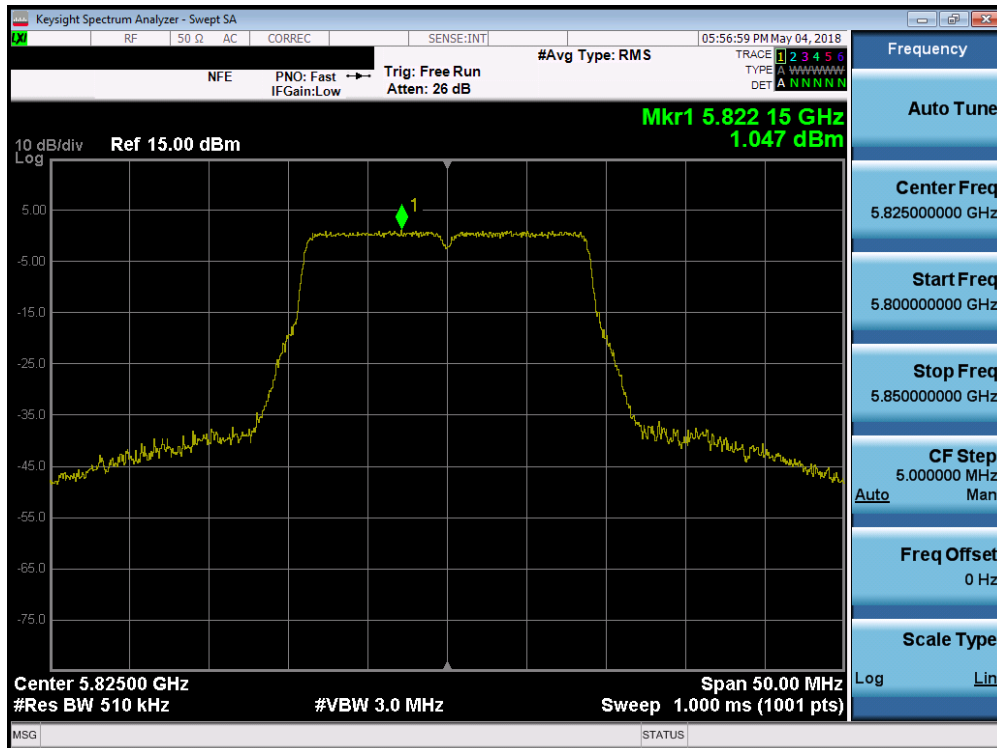 Keysight Spectrum Analyzer - Swept SA
LXI RF 50 Ω AC CORREC SENSE:INT 05:56:59 PM May 04, 2018
NFE PNO: Fast Trig: Free Run #Avg Type: RMS TRACE 1 2 3 4 5 6
IFGain:Low Atten: 26 dB TYPE A WWWWW
DET A N N N N N
Mkr1 5.822 15 GHz
1.047 dBm
10 dB/div Ref 15.00 dBm
Log
1
5.00
-5.00
-15.0
-25.0
-35.0
-45.0
-55.0
-65.0
-75.0
Center 5.82500 GHz Span 50.00 MHz
#Res BW 510 kHz #VBW 3.0 MHz Sweep 1.000 ms (1001 pts)
MSG STATUS
Frequency
Auto Tune
Center Freq
5.825000000 GHz
Start Freq
5.800000000 GHz
Stop Freq
5.850000000 GHz
CF Step
5.000000 MHz
Auto Man
Freq Offset
0 Hz
Scale Type
Log Lin